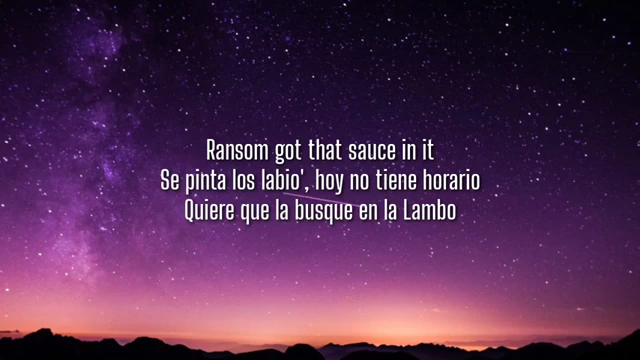 Ransom got that sauce in it
Se pinta los labio', hoy no tiene horario
Quiere que la busque en la Lambo